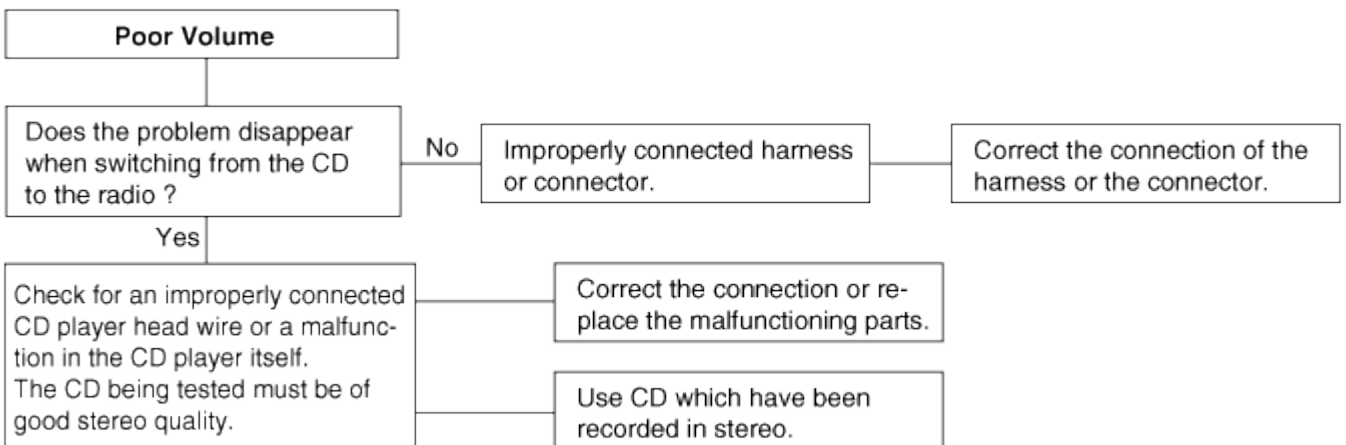 Poor Volume
Does the problem disappear
when switching from the CD
to the radio ?
No
Improperly connected harness
or connector.
Correct the connection of the
harness or the connector.
Yes
Check for an improperly connected
CD player head wire or a malfunc-
tion in the CD player itself.
The CD being tested must be of
good stereo quality.
Correct the connection or re-
place the malfunctioning parts.
Use CD which have been
recorded in stereo.